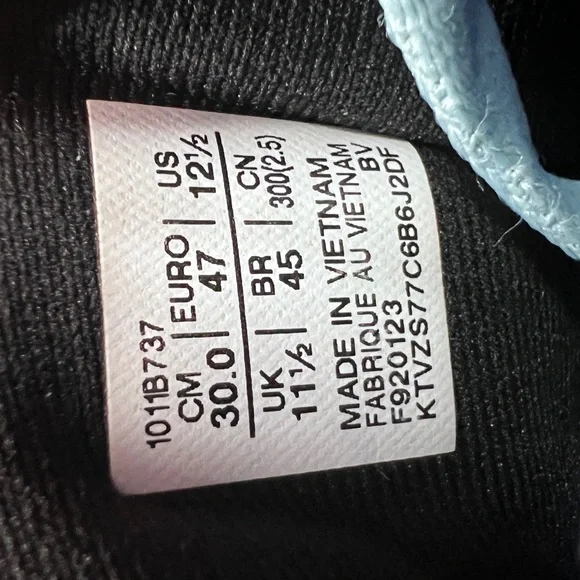 1011B737
CM | EURO | US
30.0 | 47 | 12½
UK | BR | CN
11½ | 45 | 300(2.5)
MADE IN VIETNAM
FABRIQUE AU VIETNAM
F920123 BV
KTVZS77C6B6J2DF